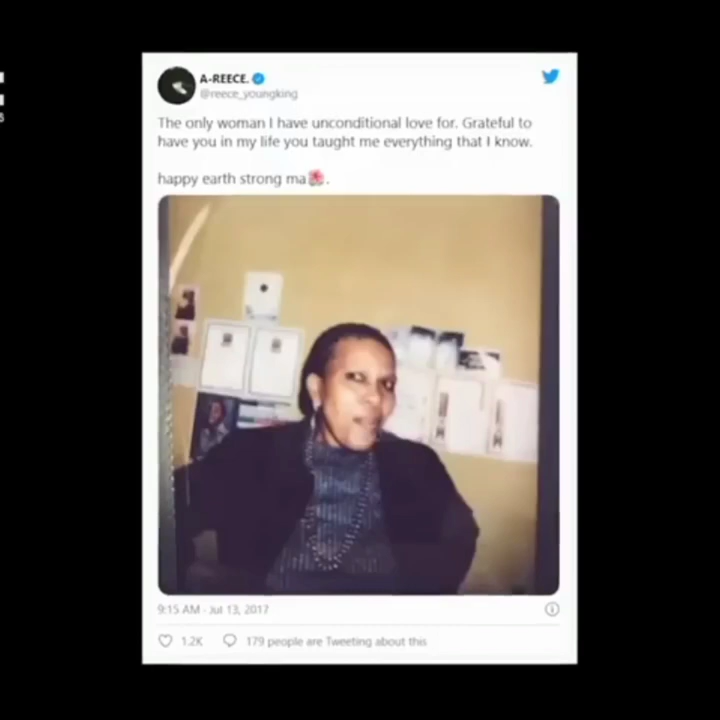 A-REECE.
@reece_youngking
The only woman I have unconditional love for. Grateful to
have you in my life you taught me everything that I know.
happy earth strong ma🌺.
9:15 AM · Jul 13, 2017
1.2K 179 people are Tweeting about this